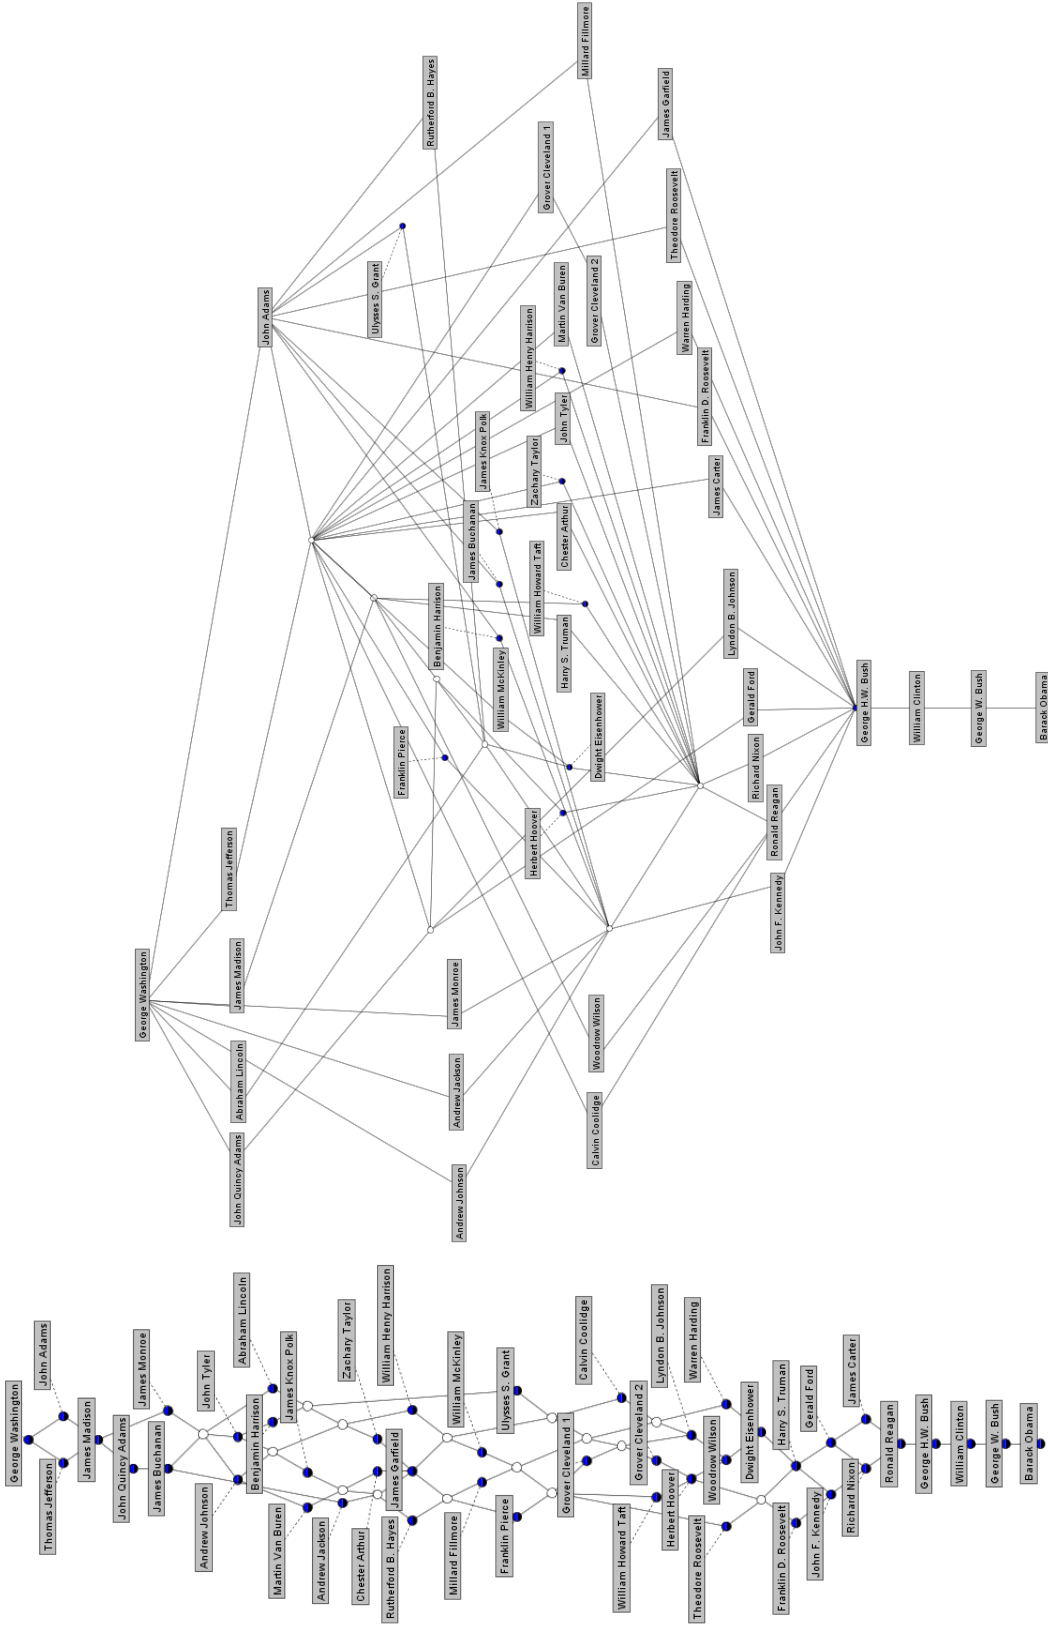 Millard Fillmore
Rutherford B. Hayes
James Garfield
Grover Cleveland 1
Theodore Roosevelt
Ulysses S. Grant
John Adams
Grover Cleveland 2
Martin Van Buren
William Henry Harrison
Warren Harding
Franklin D. Roosevelt
John Tyler
James Knox Polk
Zachary Taylor
James Carter
James Buchanan
Chester Arthur
William Howard Taft
Benjamin Harrison
Harry S. Truman
Lyndon B. Johnson
William McKinley
Gerald Ford
George H.W. Bush
William Clinton
George W. Bush
Barack Obama
Franklin Pierce
Dwight Eisenhower
Richard Nixon
Ronald Reagan
Herbert Hoover
Thomas Jefferson
John F. Kennedy
George Washington
James Madison
James Monroe
Woodrow Wilson
Abraham Lincoln
Andrew Jackson
Calvin Coolidge
John Quincy Adams
Andrew Johnson
George Washington
John Adams
Thomas Jefferson
James Madison
James Monroe
John Quincy Adams
James Buchanan
John Tyler
Abraham Lincoln
Andrew Johnson
Benjamin Harrison
James Knox Polk
Martin Van Buren
Zachary Taylor
Andrew Jackson
William Henry Harrison
Chester Arthur
James Garfield
Rutherford B. Hayes
William McKinley
Millard Fillmore
Ulysses S. Grant
Franklin Pierce
Calvin Coolidge
Grover Cleveland 1
Grover Cleveland 2
William Howard Taft
Lyndon B. Johnson
Herbert Hoover
Warren Harding
Woodrow Wilson
Theodore Roosevelt
Dwight Eisenhower
Harry S. Truman
Franklin D. Roosevelt
Gerald Ford
John F. Kennedy
James Carter
Richard Nixon
Ronald Reagan
George H.W. Bush
William Clinton
George W. Bush
Barack Obama